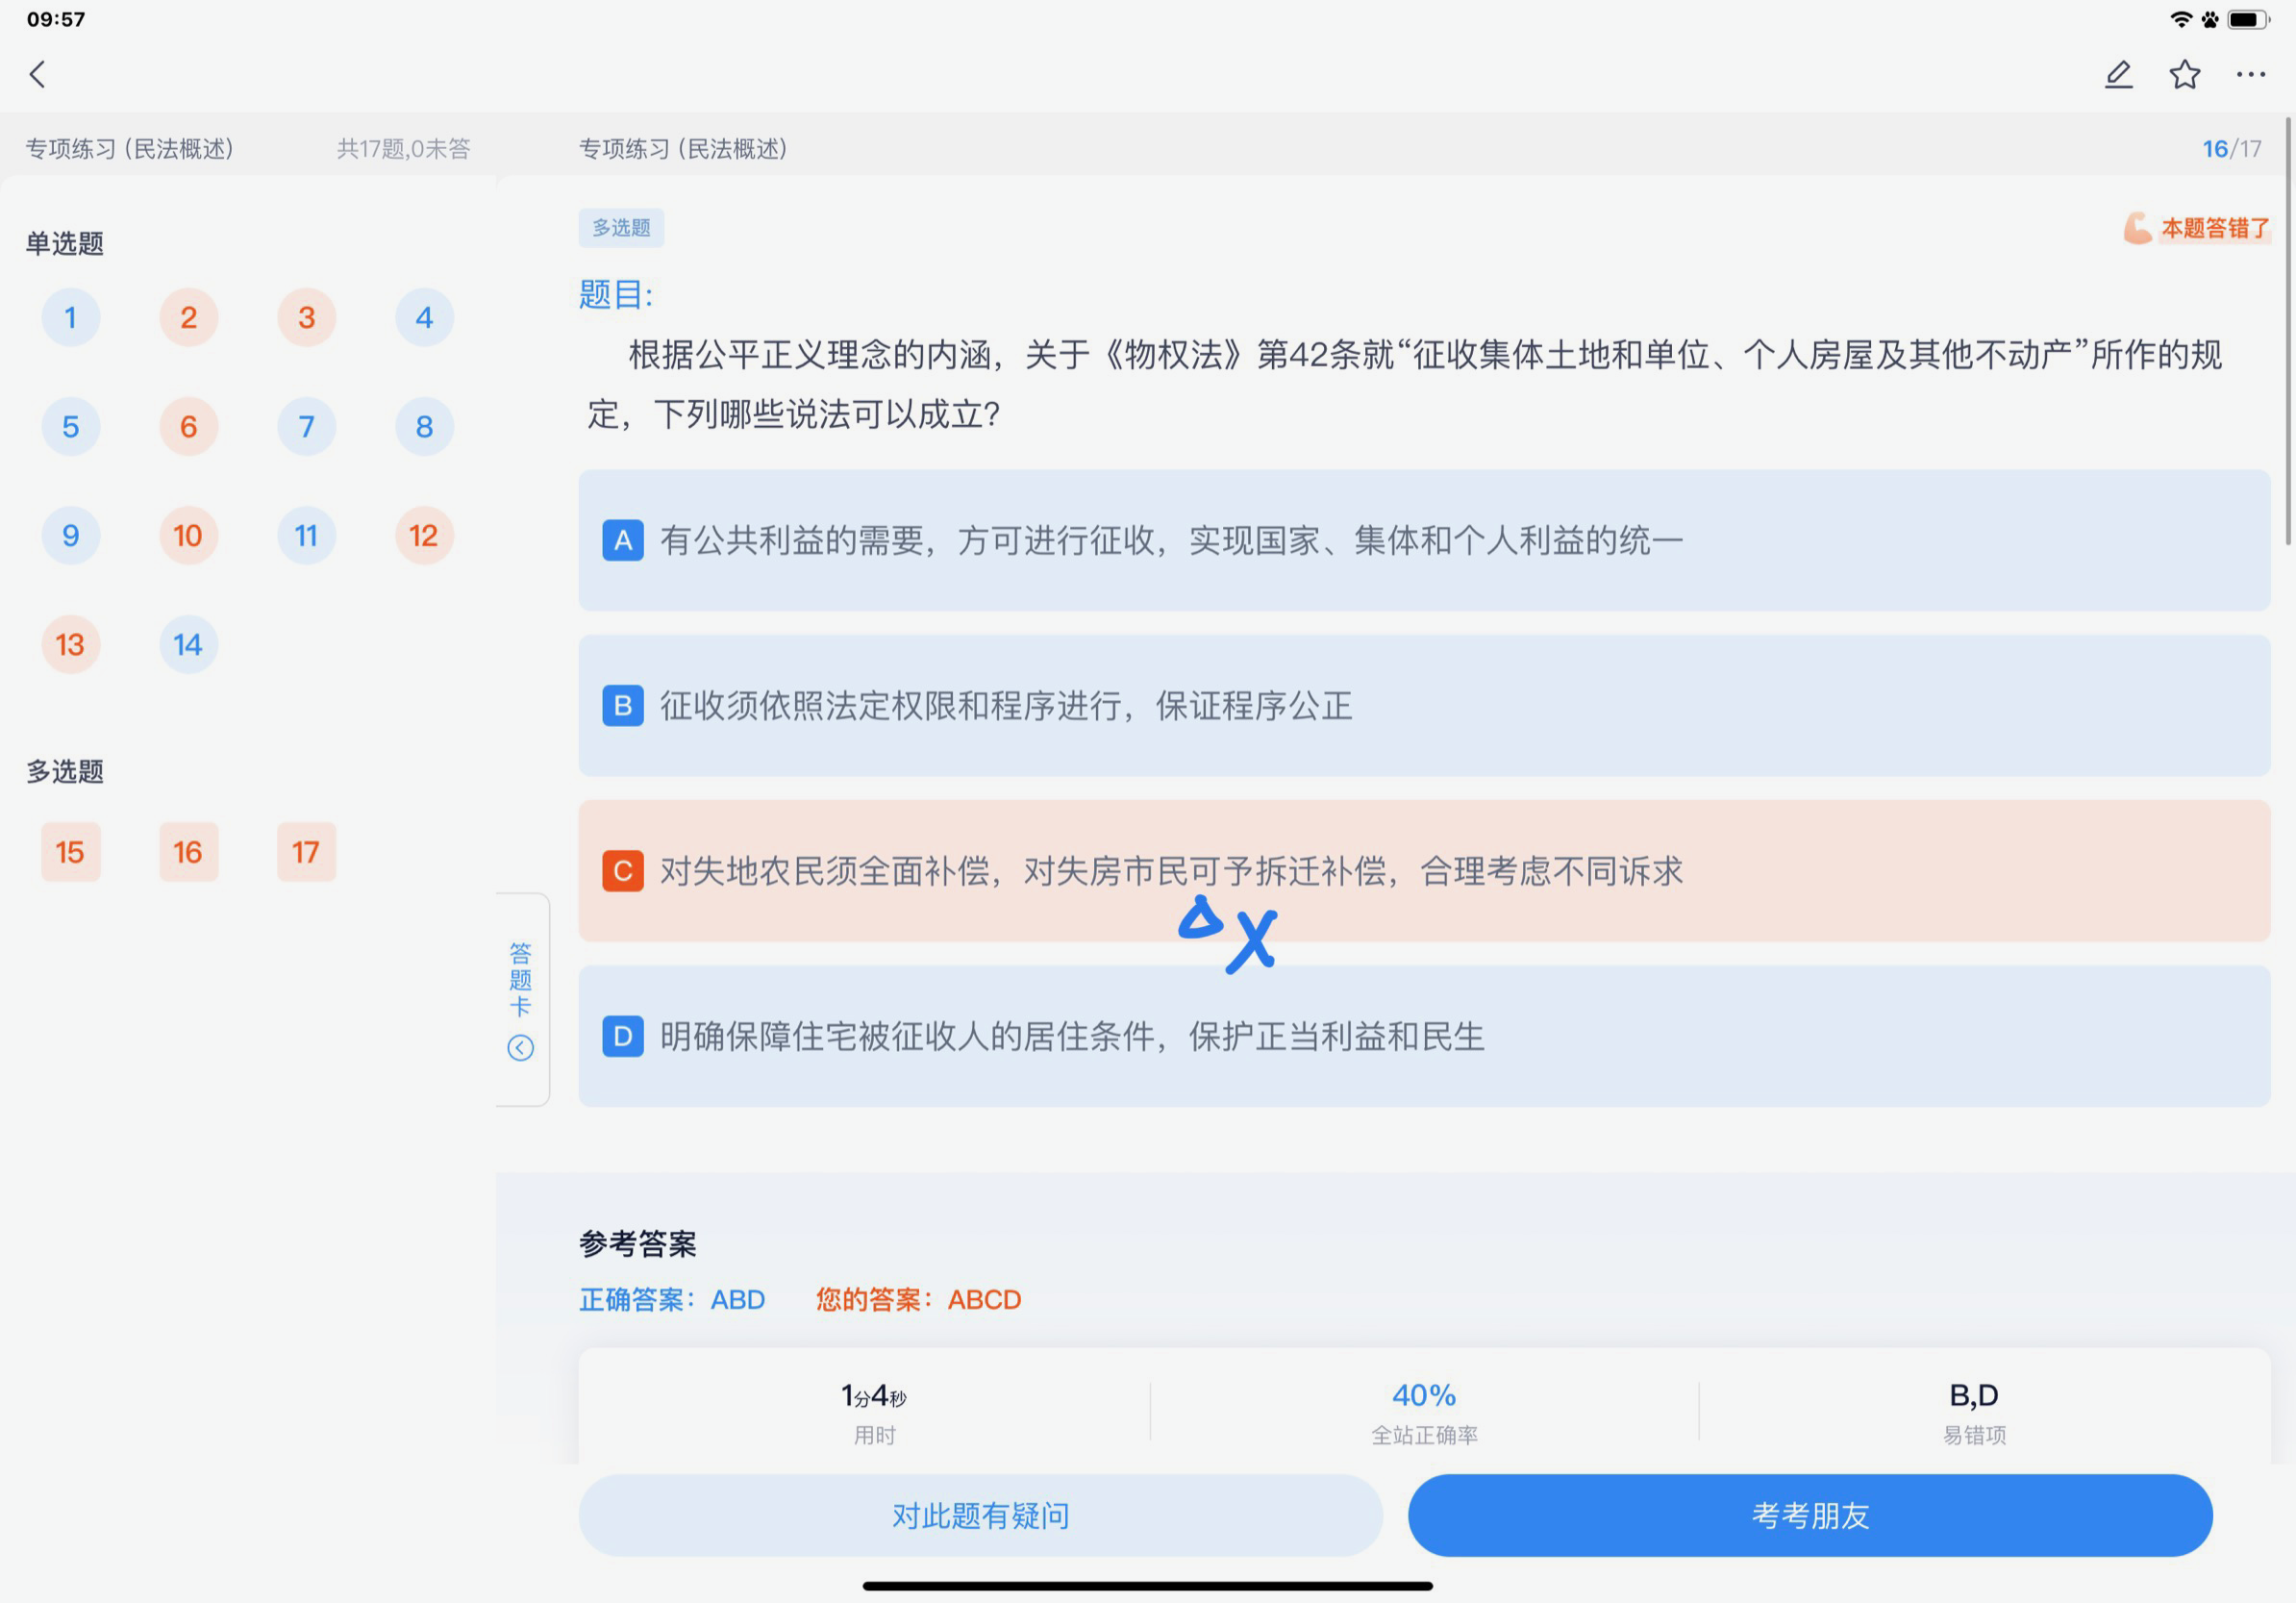 09:57
专项练习（民法概述）
共17题,0未答
单选题
1 2 3 4
5 6 7 8
9 10 11 12
13 14
多选题
15 16 17
答题卡
专项练习（民法概述）
16/17
多选题
本题答错了
题目:
根据公平正义理念的内涵，关于《物权法》第42条就“征收集体土地和单位、个人房屋及其他不动产”所作的规
定，下列哪些说法可以成立?
A 有公共利益的需要，方可进行征收，实现国家、集体和个人利益的统一
B 征收须依照法定权限和程序进行，保证程序公正
C 对失地农民须全面补偿，对失房市民可予拆迁补偿，合理考虑不同诉求
D 明确保障住宅被征收人的居住条件，保护正当利益和民生
参考答案
正确答案：ABD 您的答案：ABCD
1分4秒 40% B,D
用时 全站正确率 易错项
对此题有疑问 考考朋友